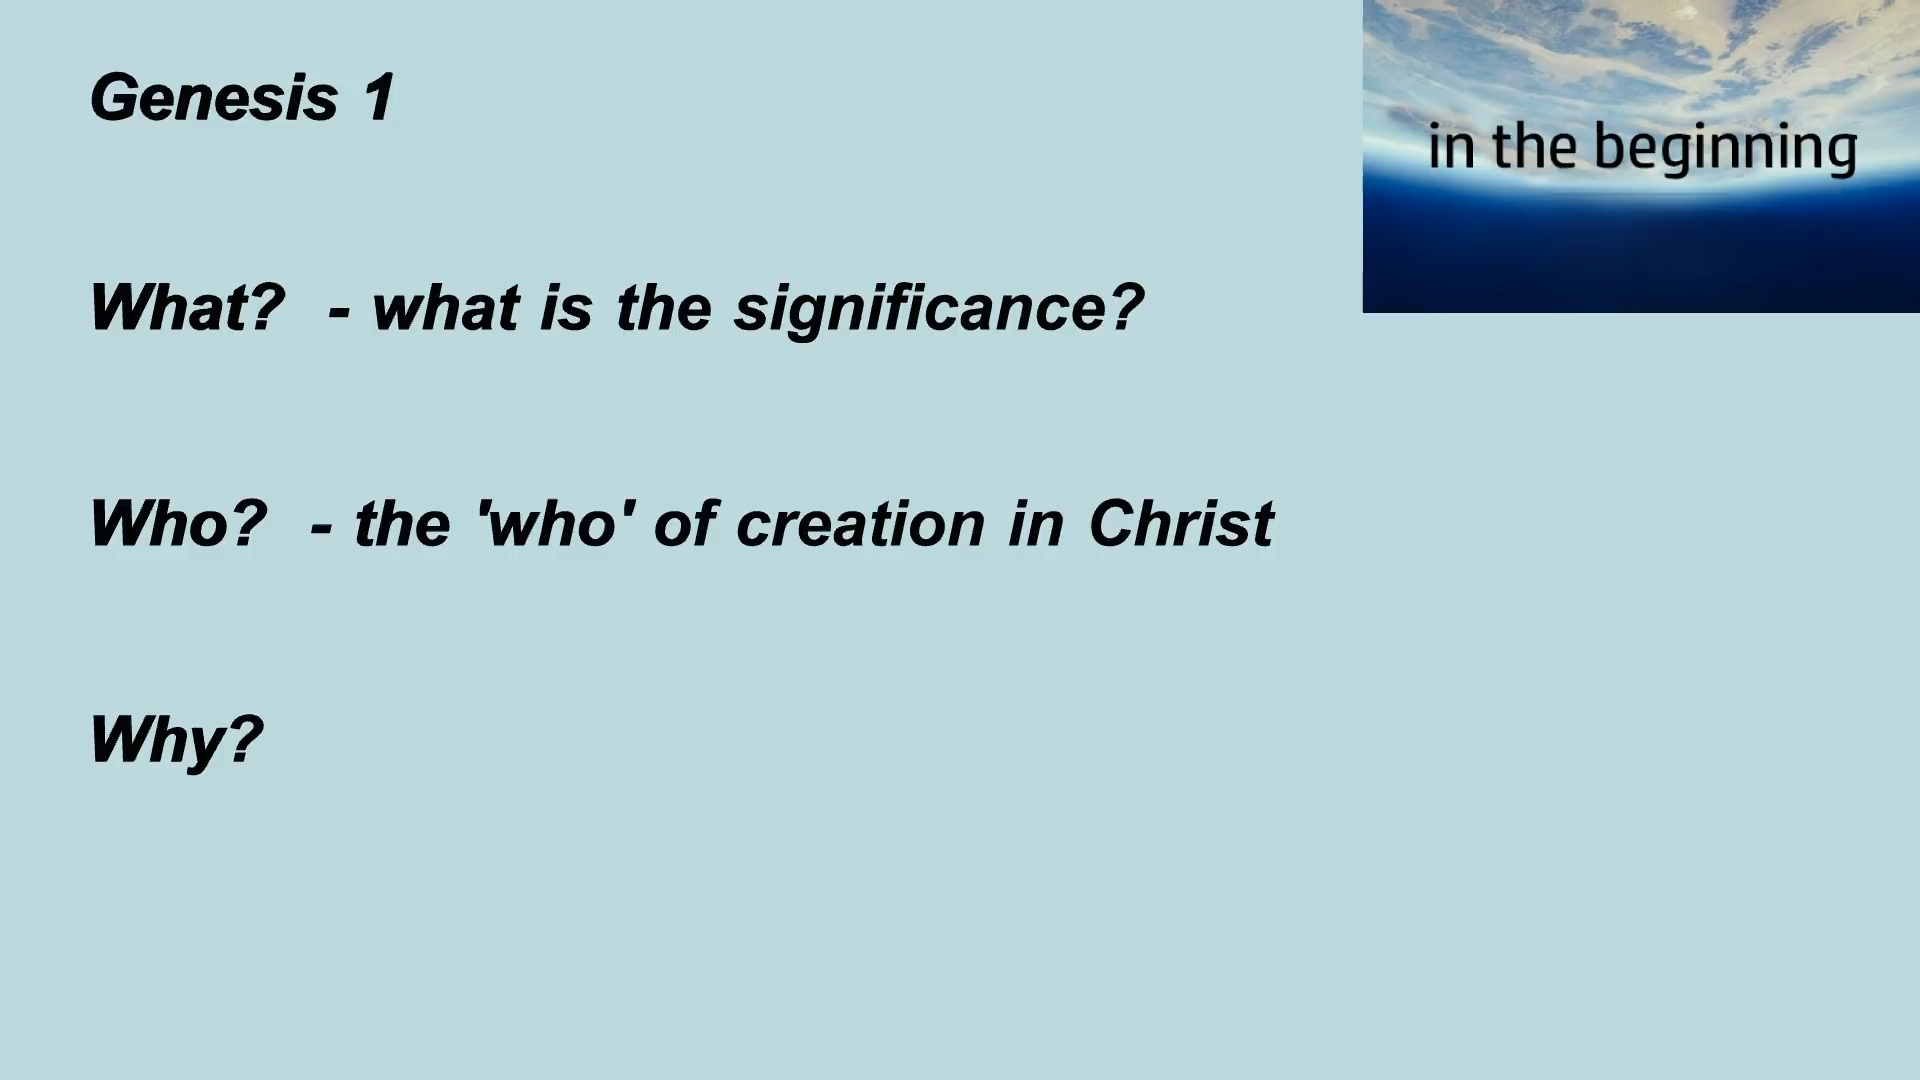 Genesis 1
in the beginning
What?  - what is the significance?
Who?  - the 'who' of creation in Christ
Why?